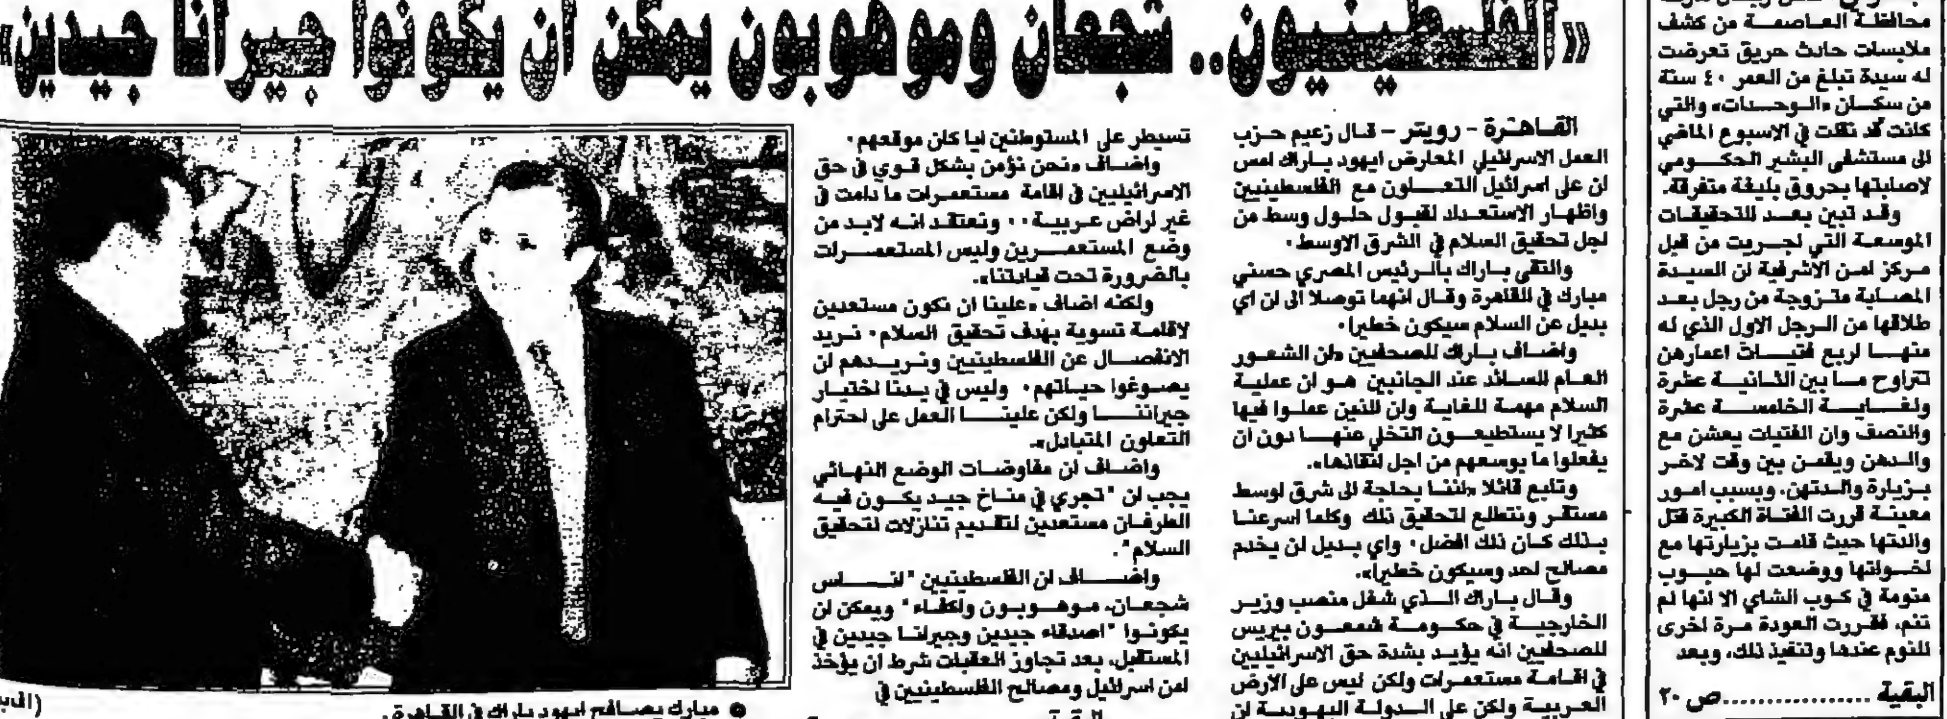 «الفلسطينيون.. شجعان وموهوبون يمكن ان يكونوا جيرانا جيدين»
القاهرة - رويتر - قال زعيم حزب
العمل الاسرائيلي المعارض ايهود باراك امس
ان على اسرائيل التعاون مع الفلسطينيين
واظهار الاستعداد لقبول حلول وسط من
اجل تحقيق السلام في الشرق الاوسط.
والتقى باراك بالرئيس المصري حسني
مبارك في القاهرة وقال انهما توصلا الى ان اي
بديل عن السلام سيكون خطيرا.
واضاف باراك للصحفيين «ان الشعور
العام السائد عند الجانبين هو ان عملية
السلام مهمة للغاية وان الذين عملوا فيها
كثيرا لا يستطيعون التخلي عنها دون ان
يفعلوا ما بوسعهم من اجل انقاذها».
وتابع قائلا «اننا بحاجة الى شرق اوسط
مستقر ونتطلع لتحقيق ذلك وكلما اسرعنا
بذلك كان ذلك افضل. واي بديل لن يخدم
مصالح احد وسيكون خطيرا».
وقال باراك الذي شغل منصب وزير
الخارجية في حكومة شمعون بيريس
للصحفيين انه يؤيد بشدة حق الاسرائيليين
في اقامة مستعمرات ولكن ليس على الارض
العربية ولكن على الدولة اليهودية ان
تسيطر على المستوطنين ايا كان موقعهم.
واضاف «نحن نؤمن بشكل قوي في حق
الاسرائيليين في اقامة مستعمرات ما دامت في
غير اراض عربية.. ونعتقد انه لابد من
وضع المستعمرين وليس المستعمرات
بالضرورة تحت قيادتنا».
ولكنه اضاف «علينا ان نكون مستعدين
لاقامة تسوية بهدف تحقيق السلام. نريد
الانفصال عن الفلسطينيين ونريدهم ان
يصوغوا حياتهم. وليس في يدنا اختيار
جيراننا ولكن علينا العمل على احترام
التعاون المتبادل».
واضاف ان مفاوضات الوضع النهائي
يجب ان "تجري في مناخ جيد يكون فيه
الطرفان مستعدين لتقديم تنازلات لتحقيق
السلام".
واضاف ان الفلسطينيين "اناس
شجعان، موهوبون واكفاء" ويمكن ان
يكونوا "اصدقاء جيدين وجيرانا جيدين في
المستقبل، بعد تجاوز العقبات شرط ان يؤخذ
امن اسرائيل ومصالح الفلسطينيين في
● مبارك يصافح ايهود باراك في القاهرة.
محافظة العاصمة من كشف
ملابسات حادث حريق تعرضت
له سيدة تبلغ من العمر ٤٠ سنة
من سكان «الوحدات» والتي
كانت قد نقلت في الاسبوع الماضي
الى مستشفى البشير الحكومي
لاصابتها بحروق بليغة متفرقة.
وقد تبين بعد التحقيقات
الموسعة التي اجريت من قبل
مركز امن الاشرفية ان السيدة
المصابة متزوجة من رجل بعد
طلاقها من الرجل الاول الذي له
منها اربع فتيات اعمارهن
تتراوح ما بين الثانية عشرة
ولغاية الخامسة عشرة
والنصف وان الفتيات يعشن مع
والدهن ويقمن بين وقت لاخر
بزيارة والدتهن، وبسبب امور
معينة قررت الفتاة الكبيرة قتل
والدتها حيث قامت بزيارتها مع
اخواتها ووضعت لها حبوب
منومة في كوب الشاي الا انها لم
تنم، فقررت العودة مرة اخرى
للنوم عندها وتنفيذ ذلك، وبعد
البقية ................ص ٢٠